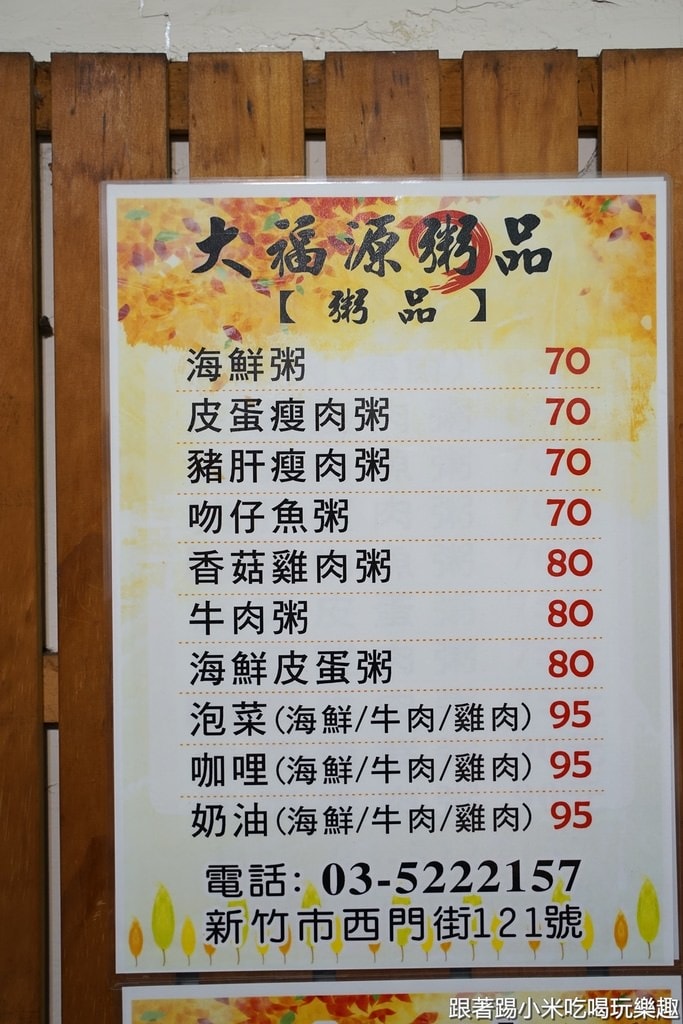 大福源粥品
【粥品】
海鮮粥 70
皮蛋瘦肉粥 70
豬肝瘦肉粥 70
吻仔魚粥 70
香菇雞肉粥 80
牛肉粥 80
海鮮皮蛋粥 80
泡菜(海鮮/牛肉/雞肉) 95
咖哩(海鮮/牛肉/雞肉) 95
奶油(海鮮/牛肉/雞肉) 95
電話: 03-5222157
新竹市西門街121號
跟著踢小米吃喝玩樂趣